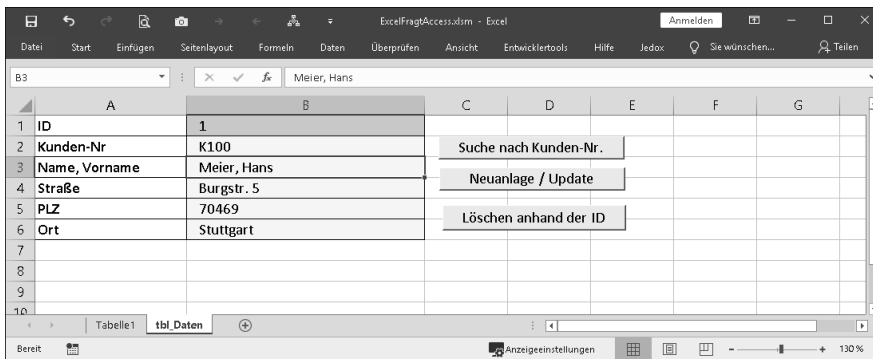 ExcelFragtAccess.xlsm - Excel Anmelden
Datei Start Einfügen Seitenlayout Formeln Daten Überprüfen Ansicht Entwicklertools Hilfe Jedox Sie wünschen... Teilen
B3 fx Meier, Hans
A B C D E F G
1 ID 1
2 Kunden-Nr K100 Suche nach Kunden-Nr.
3 Name, Vorname Meier, Hans
Neuanlage / Update
4 Straße Burgstr. 5
5 PLZ 70469
Löschen anhand der ID
6 Ort Stuttgart
7
8
9
10
Tabelle1 tbl_Daten
Bereit Anzeigeeinstellungen 130 %